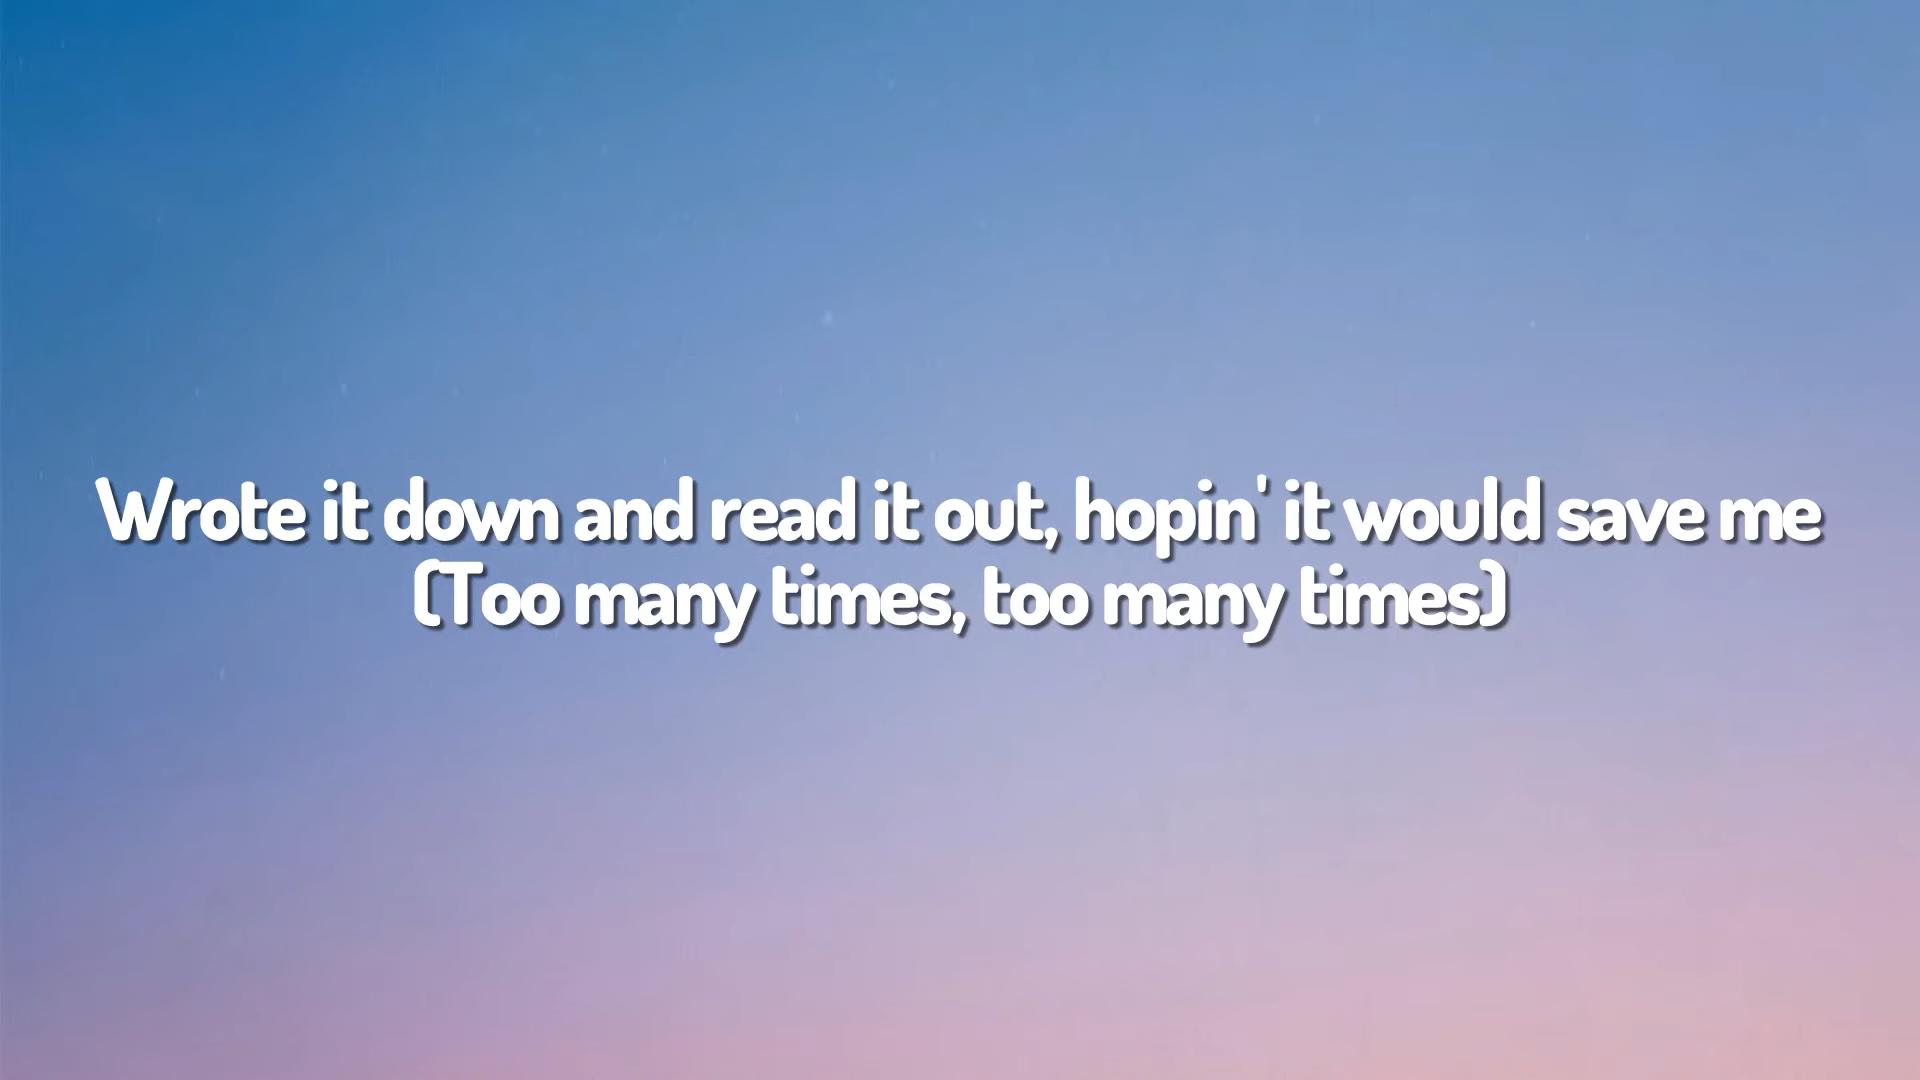 Wrote it down and read it out, hopin' it would save me
(Too many times, too many times)